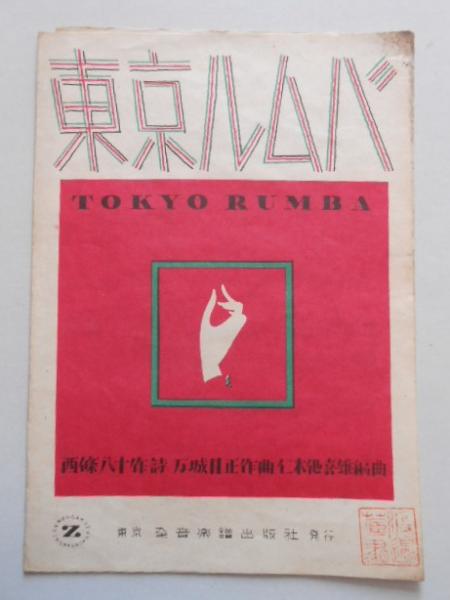 東京ルムバ
TOKYO RUMBA
西條八十作詩 万城目正作曲 仁木他喜雄編曲
Z
東京 全音楽譜出版社 発行